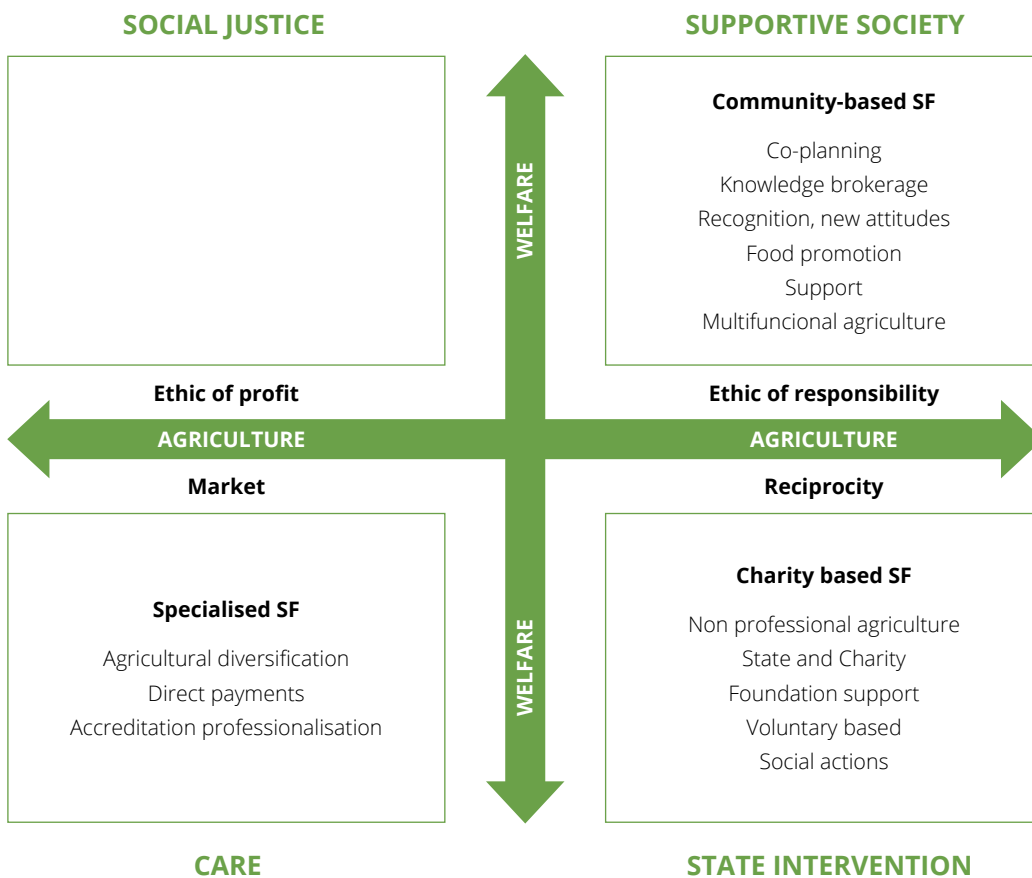 SOCIAL JUSTICE
SUPPORTIVE SOCIETY
Community-based SF
Co-planning
Knowledge brokerage
Recognition, new attitudes
Food promotion
Support
Multifuncional agriculture
WELFARE
Ethic of profit
Ethic of responsibility
AGRICULTURE
AGRICULTURE
Market
Reciprocity
Specialised SF
Agricultural diversification
Direct payments
Accreditation professionalisation
WELFARE
Charity based SF
Non professional agriculture
State and Charity
Foundation support
Voluntary based
Social actions
CARE
STATE INTERVENTION